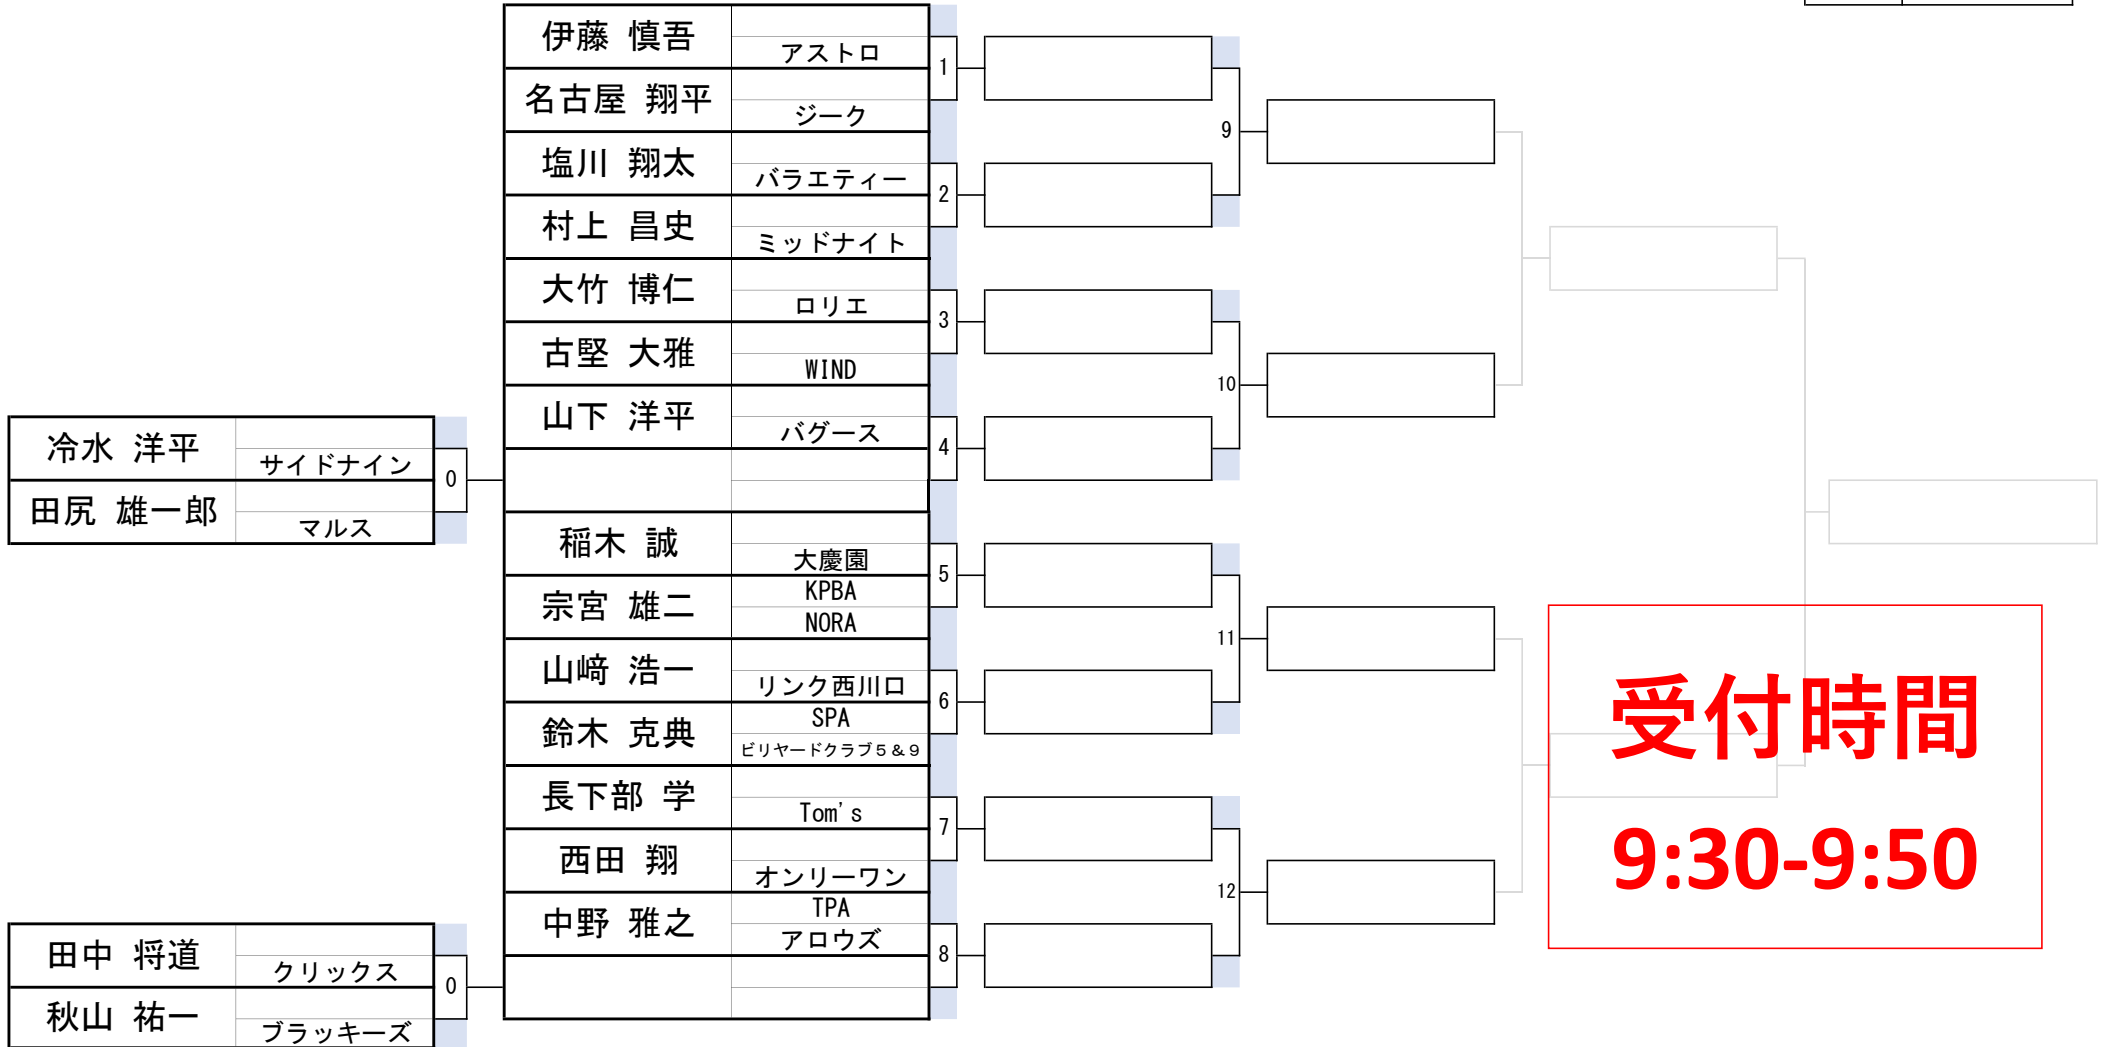 伊藤 慎吾
アストロ
1
名古屋 翔平
ジーク
9
塩川 翔太
バラエティー
2
村上 昌史
ミッドナイト
大竹 博仁
ロリエ
3
古堅 大雅
WIND
10
山下 洋平
バグース
4
冷水 洋平
サイドナイン
0
田尻 雄一郎
マルス
稲木 誠
大慶園
5
宗宮 雄二
KPBA
NORA
11
山﨑 浩一
リンク西川口
6
鈴木 克典
SPA
ビリヤードクラブ5&9
長下部 学
Tom's
7
西田 翔
オンリーワン
12
中野 雅之
TPA
アロウズ
8
田中 将道
クリックス
0
秋山 祐一
ブラッキーズ
受付時間
9:30-9:50